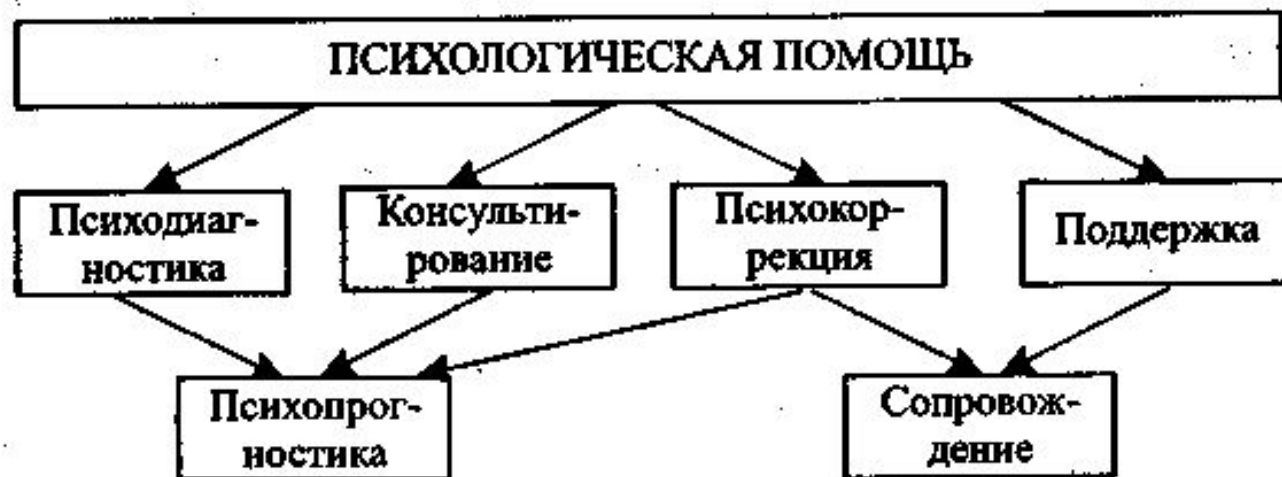 ПСИХОЛОГИЧЕСКАЯ ПОМОЩЬ
Психодиаг-
ностика
Консульти-
рование
Психокор-
рекция
Поддержка
Психопрог-
ностика
Сопровож-
дение